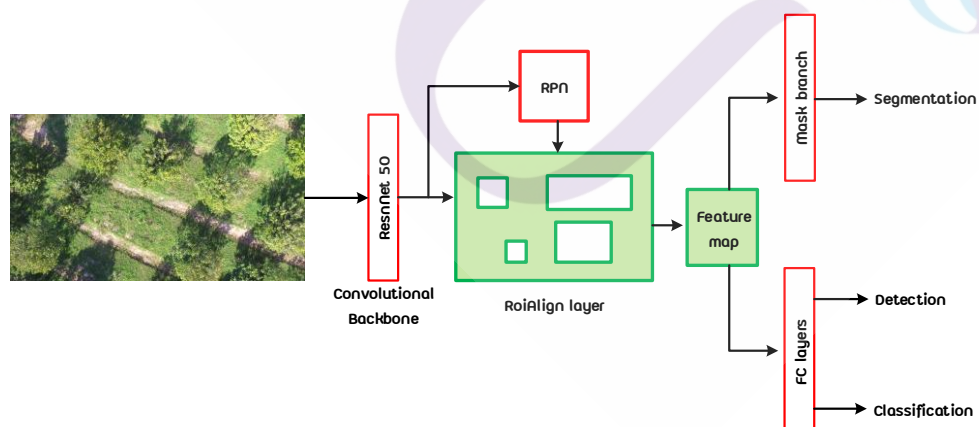 RPN
Mask branch
Segmentation
ResnNet 50
Feature
map
Convolutional
Backbone
RoiAlign layer
FC layers
Detection
Classification